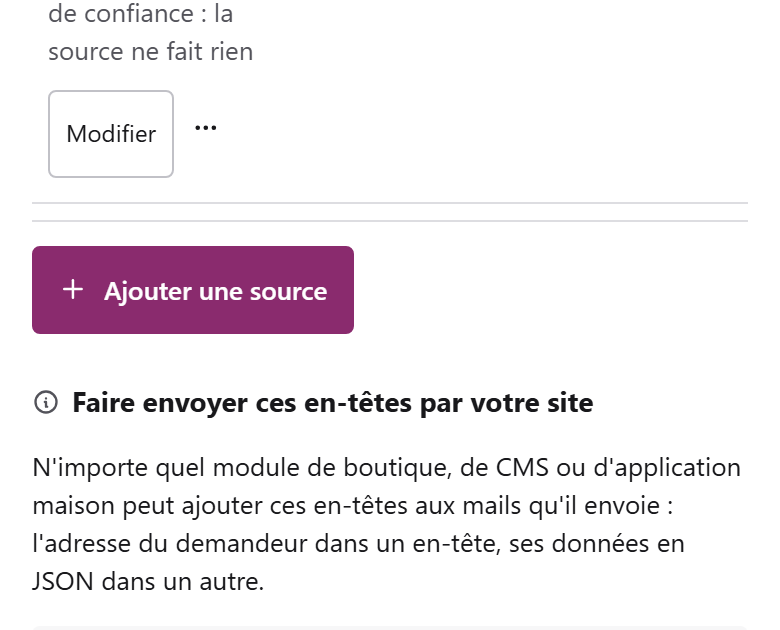 de confiance : la
source ne fait rien
Modifier ···
+ Ajouter une source
Faire envoyer ces en-têtes par votre site
N'importe quel module de boutique, de CMS ou d'application
maison peut ajouter ces en-têtes aux mails qu'il envoie :
l'adresse du demandeur dans un en-tête, ses données en
JSON dans un autre.